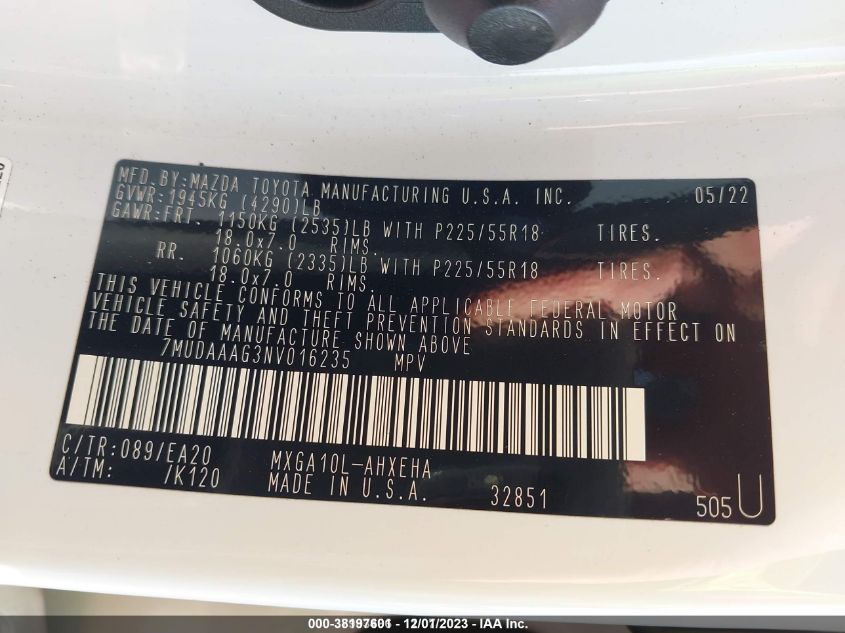 MFD.BY:MAZDA TOYOTA MANUFACTURING U.S.A. INC. 05/22
GVWR:1945KG (4290)LB
GAWR:FRT. 1150KG (2535)LB WITH P225/55R18 TIRES.
18.0x7.0 RIMS.
RR. 1060KG (2335)LB WITH P225/55R18 TIRES.
18.0x7.0 RIMS.
THIS VEHICLE CONFORMS TO ALL APPLICABLE FEDERAL MOTOR
VEHICLE SAFETY AND THEFT PREVENTION STANDARDS IN EFFECT ON
THE DATE OF MANUFACTURE SHOWN ABOVE
7MUDAAAG3NV016235 MPV
C/TR:089/EA20 MXGA10L-AHXEHA
A/TM: /K120 MADE IN U.S.A. 32851 505U
12/01/2023 - IAA Inc.